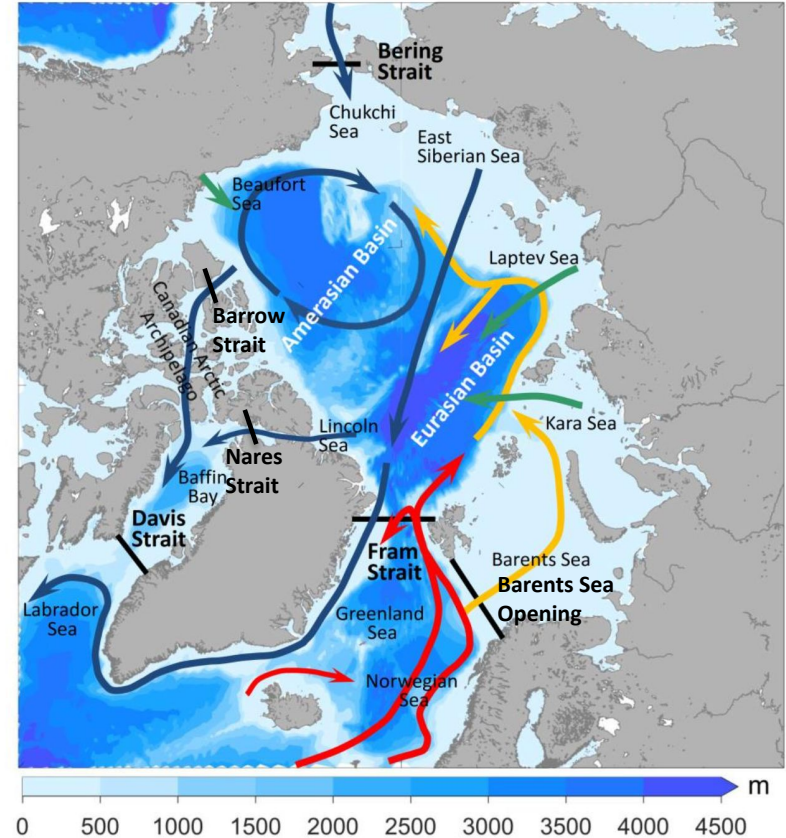 Bering
Strait
Chukchi
Sea
East
Siberian Sea
Beaufort
Sea
Laptev Sea
Amerasian Basin
Canadian Arctic
Archipelago
Barrow
Strait
Eurasian Basin
Kara Sea
Lincoln
Sea
Nares
Strait
Baffin
Bay
Davis
Strait
Fram
Strait
Barents Sea
Barents Sea
Opening
Labrador
Sea
Greenland
Sea
Norwegian
Sea
m
0 500 1000 1500 2000 2500 3000 3500 4000 4500